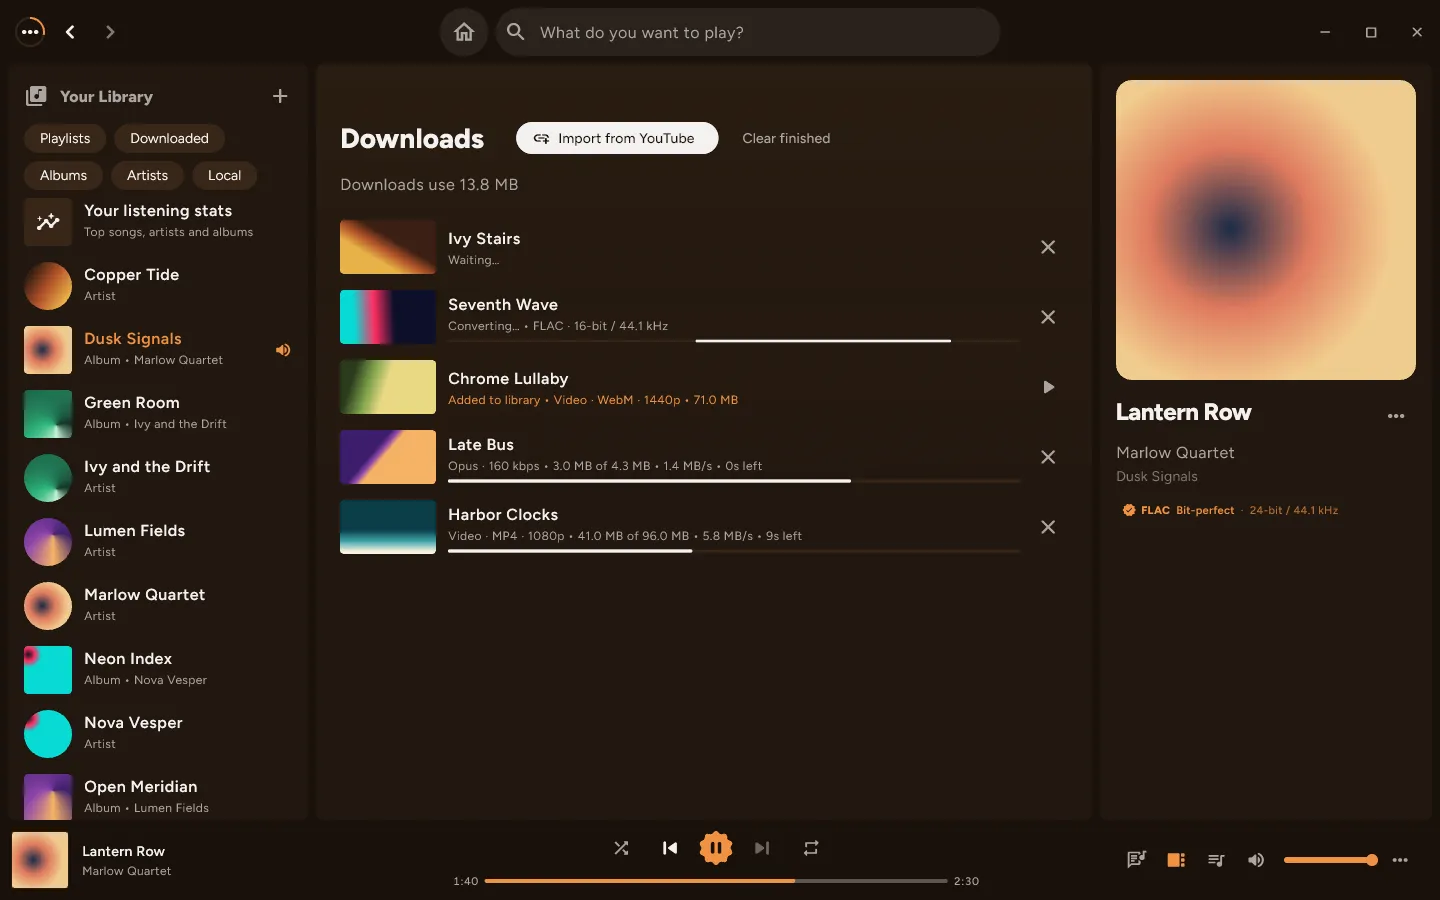 What do you want to play?
Your Library
Playlists
Downloaded
Albums
Artists
Local
Your listening stats
Top songs, artists and albums
Copper Tide
Artist
Dusk Signals
Album • Marlow Quartet
Green Room
Album • Ivy and the Drift
Ivy and the Drift
Artist
Lumen Fields
Artist
Marlow Quartet
Artist
Neon Index
Album • Nova Vesper
Nova Vesper
Artist
Open Meridian
Album • Lumen Fields
Downloads
Import from YouTube
Clear finished
Downloads use 13.8 MB
Ivy Stairs
Waiting…
Seventh Wave
Converting… • FLAC · 16-bit / 44.1 kHz
Chrome Lullaby
Added to library • Video · WebM · 1440p • 71.0 MB
Late Bus
Opus · 160 kbps • 3.0 MB of 4.3 MB • 1.4 MB/s • 0s left
Harbor Clocks
Video · MP4 · 1080p • 41.0 MB of 96.0 MB • 5.8 MB/s • 9s left
Lantern Row
Marlow Quartet
Dusk Signals
FLAC Bit-perfect · 24-bit / 44.1 kHz
Lantern Row
Marlow Quartet
1:40
2:30